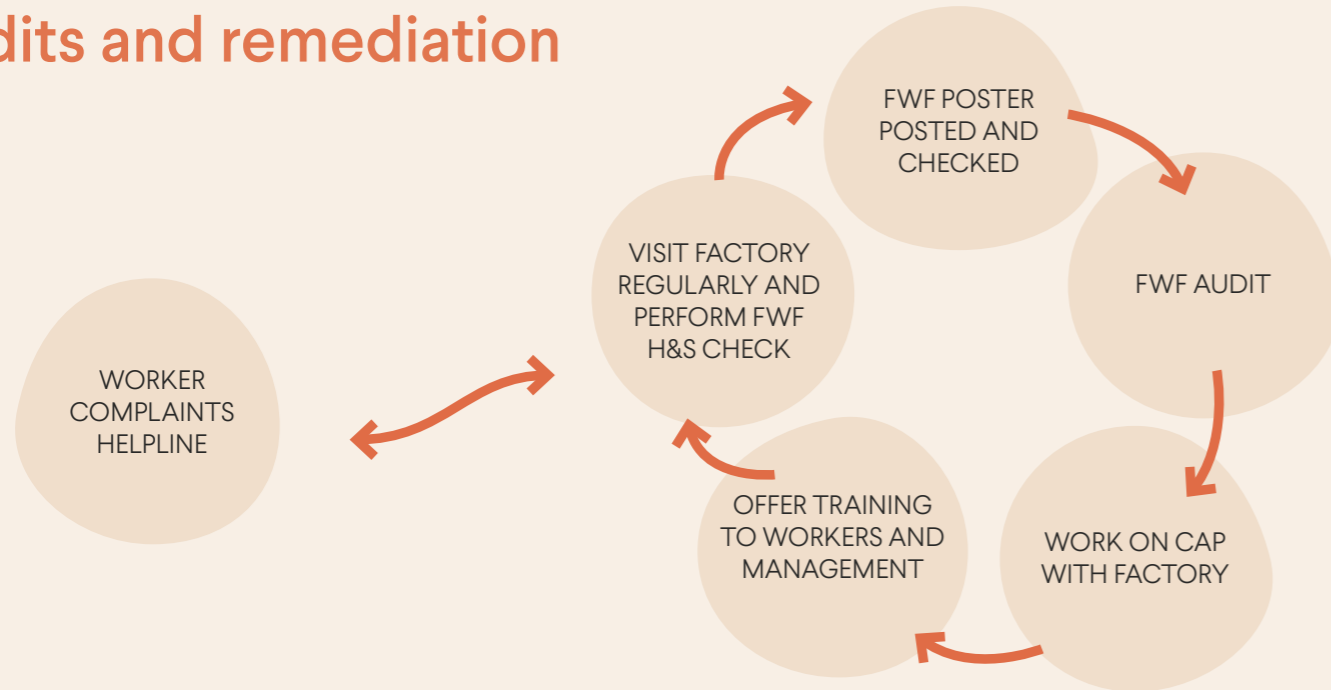 dits and remediation
FWF POSTER
POSTED AND
CHECKED
VISIT FACTORY
REGULARLY AND
PERFORM FWF
H&S CHECK
FWF AUDIT
WORKER
COMPLAINTS
HELPLINE
OFFER TRAINING
TO WORKERS AND
MANAGEMENT
WORK ON CAP
WITH FACTORY